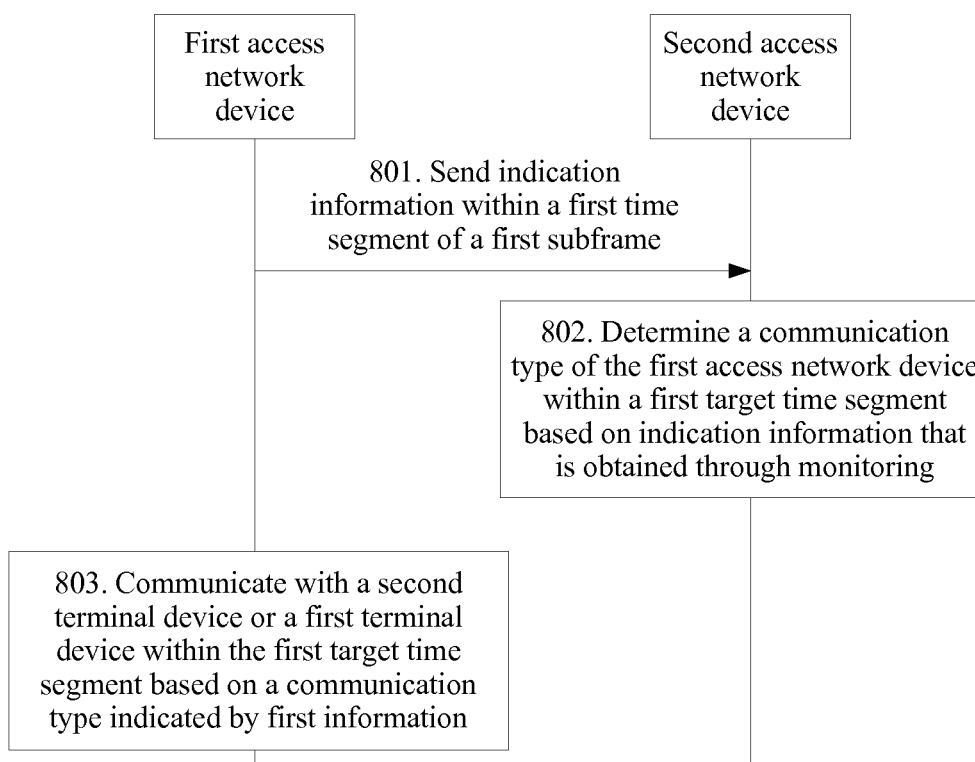 First access
network
device
Second access
network
device
801. Send indication
information within a first time
segment of a first subframe
802. Determine a communication
type of the first access network device
within a first target time segment
based on indication information that
is obtained through monitoring
803. Communicate with a second
terminal device or a first terminal
device within the first target time
segment based on a communication
type indicated by first information